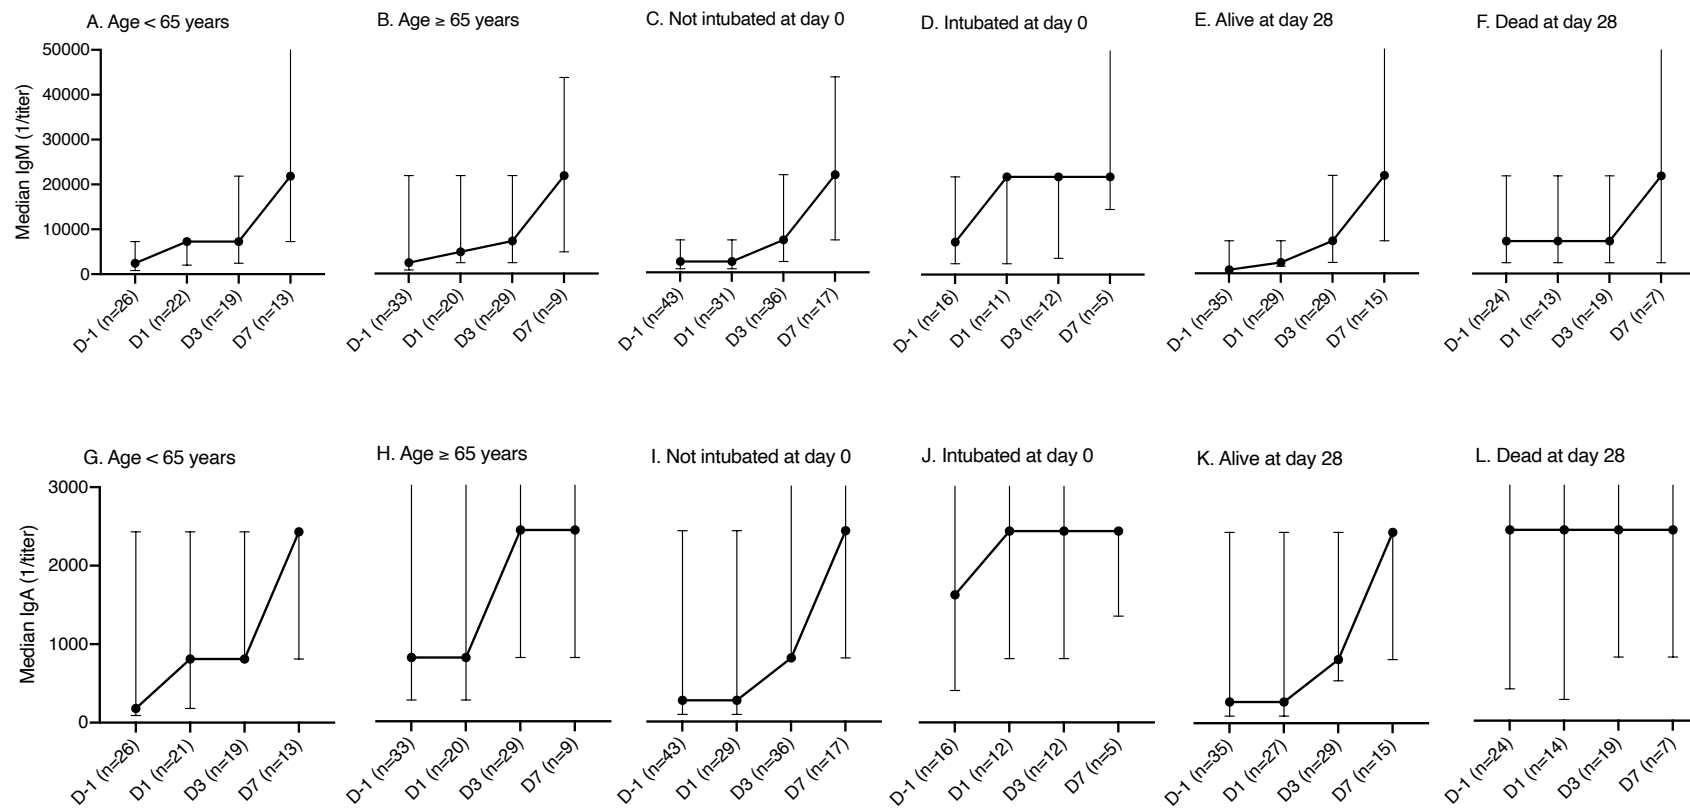 A. Age < 65 years
B. Age ≥ 65 years
C. Not intubated at day 0
D. Intubated at day 0
E. Alive at day 28
F. Dead at day 28
Median IgM (1/titer)
50000
40000
30000
20000
10000
0
D-1 (n=26)
D1 (n=22)
D3 (n=19)
D7 (n=13)
D-1 (n=33)
D1 (n=20)
D3 (n=29)
D7 (n=9)
D-1 (n=43)
D1 (n=31)
D3 (n=36)
D7 (n=17)
D-1 (n=16)
D1 (n=11)
D3 (n=12)
D7 (n=5)
D-1 (n=35)
D1 (n=29)
D3 (n=29)
D7 (n=15)
D-1 (n=24)
D1 (n=13)
D3 (n=19)
D7 (n=7)
G. Age < 65 years
H. Age ≥ 65 years
I. Not intubated at day 0
J. Intubated at day 0
K. Alive at day 28
L. Dead at day 28
Median IgA (1/titer)
3000
2000
1000
0
D-1 (n=26)
D1 (n=21)
D3 (n=19)
D7 (n=13)
D-1 (n=33)
D1 (n=20)
D3 (n=29)
D7 (n=9)
D-1 (n=43)
D1 (n=29)
D3 (n=36)
D7 (n=17)
D-1 (n=16)
D1 (n=12)
D3 (n=12)
D7 (n=5)
D-1 (n=35)
D1 (n=27)
D3 (n=29)
D7 (n=15)
D-1 (n=24)
D1 (n=14)
D3 (n=19)
D7 (n=7)